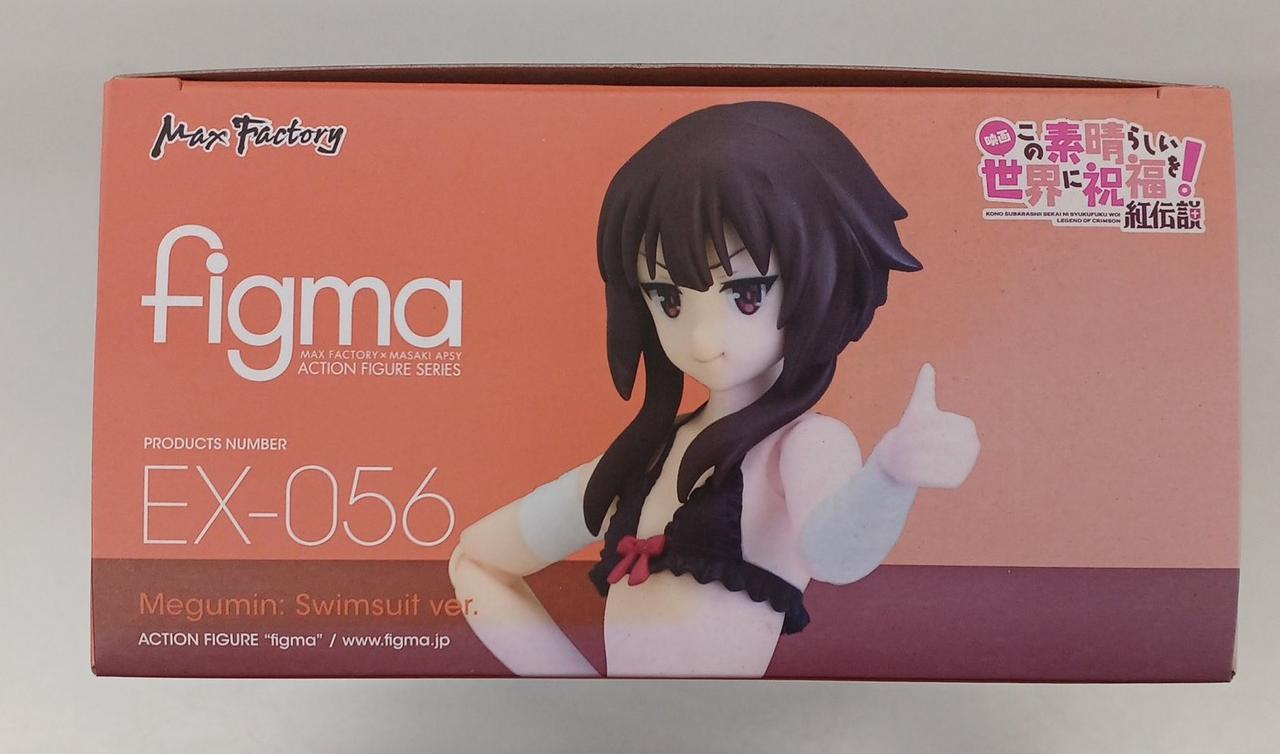 Max Factory
figma
MAX FACTORY × MASAKI APSY
ACTION FIGURE SERIES
PRODUCTS NUMBER
EX-056
Megumin: Swimsuit ver.
ACTION FIGURE "figma" / www.figma.jp
映画
この素晴らしい
世界に祝福を!
KONO SUBARASHII SEKAI NI SYUKUFUKU WO!
LEGEND OF CRIMSON
紅伝説